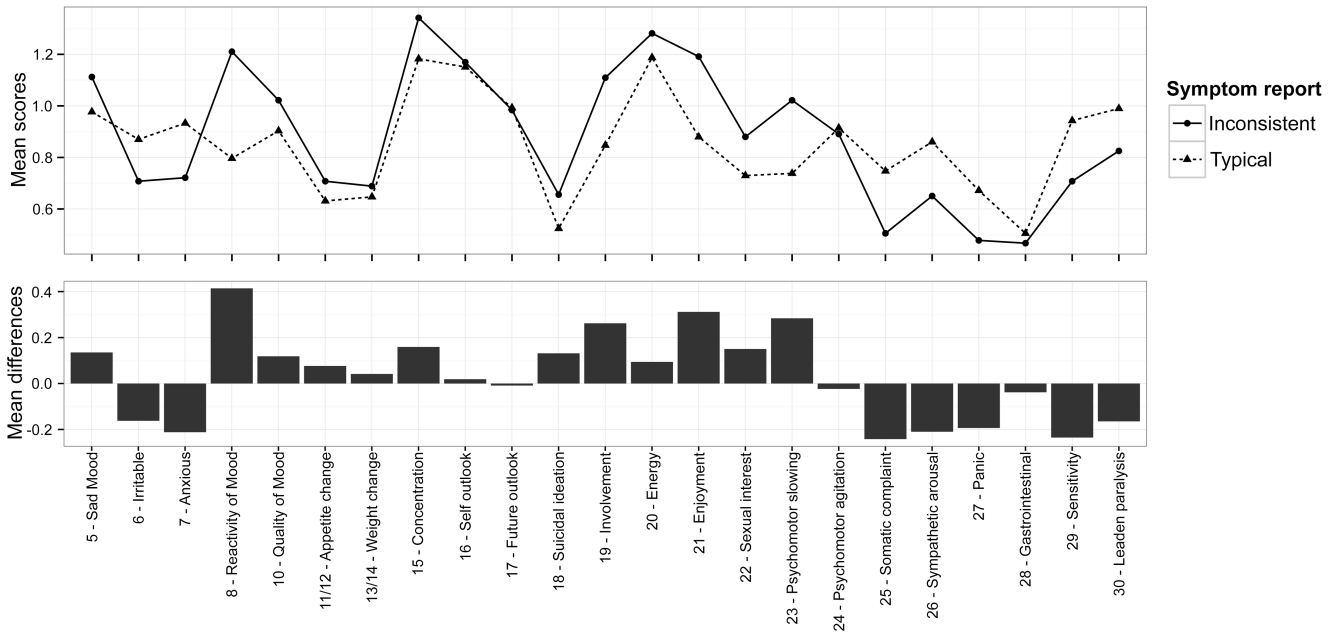 Mean scores
1.2
1.0
0.8
0.6
Symptom report
Inconsistent
Typical
Mean differences
0.4
0.2
0.0
-0.2
5 - Sad Mood
6 - Irritable
7 - Anxious
8 - Reactivity of Mood
10 - Quality of Mood
11/12 - Appetite change
13/14 - Weight change
15 - Concentration
16 - Self outlook
17 - Future outlook
18 - Suicidal ideation
19 - Involvement
20 - Energy
21 - Enjoyment
22 - Sexual interest
23 - Psychomotor slowing
24 - Psychomotor agitation
25 - Somatic complaint
26 - Sympathetic arousal
27 - Panic
28 - Gastrointestinal
29 - Sensitivity
30 - Leaden paralysis